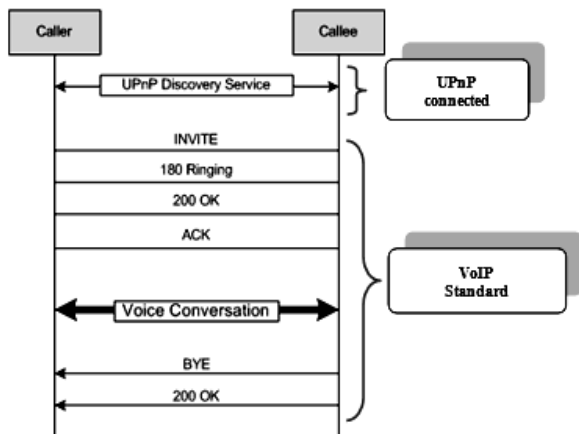 Caller
Callee
UPnP Discovery Service
UPnP
connected
INVITE
180 Ringing
200 OK
ACK
VoIP
Standard
Voice Conversation
BYE
200 OK